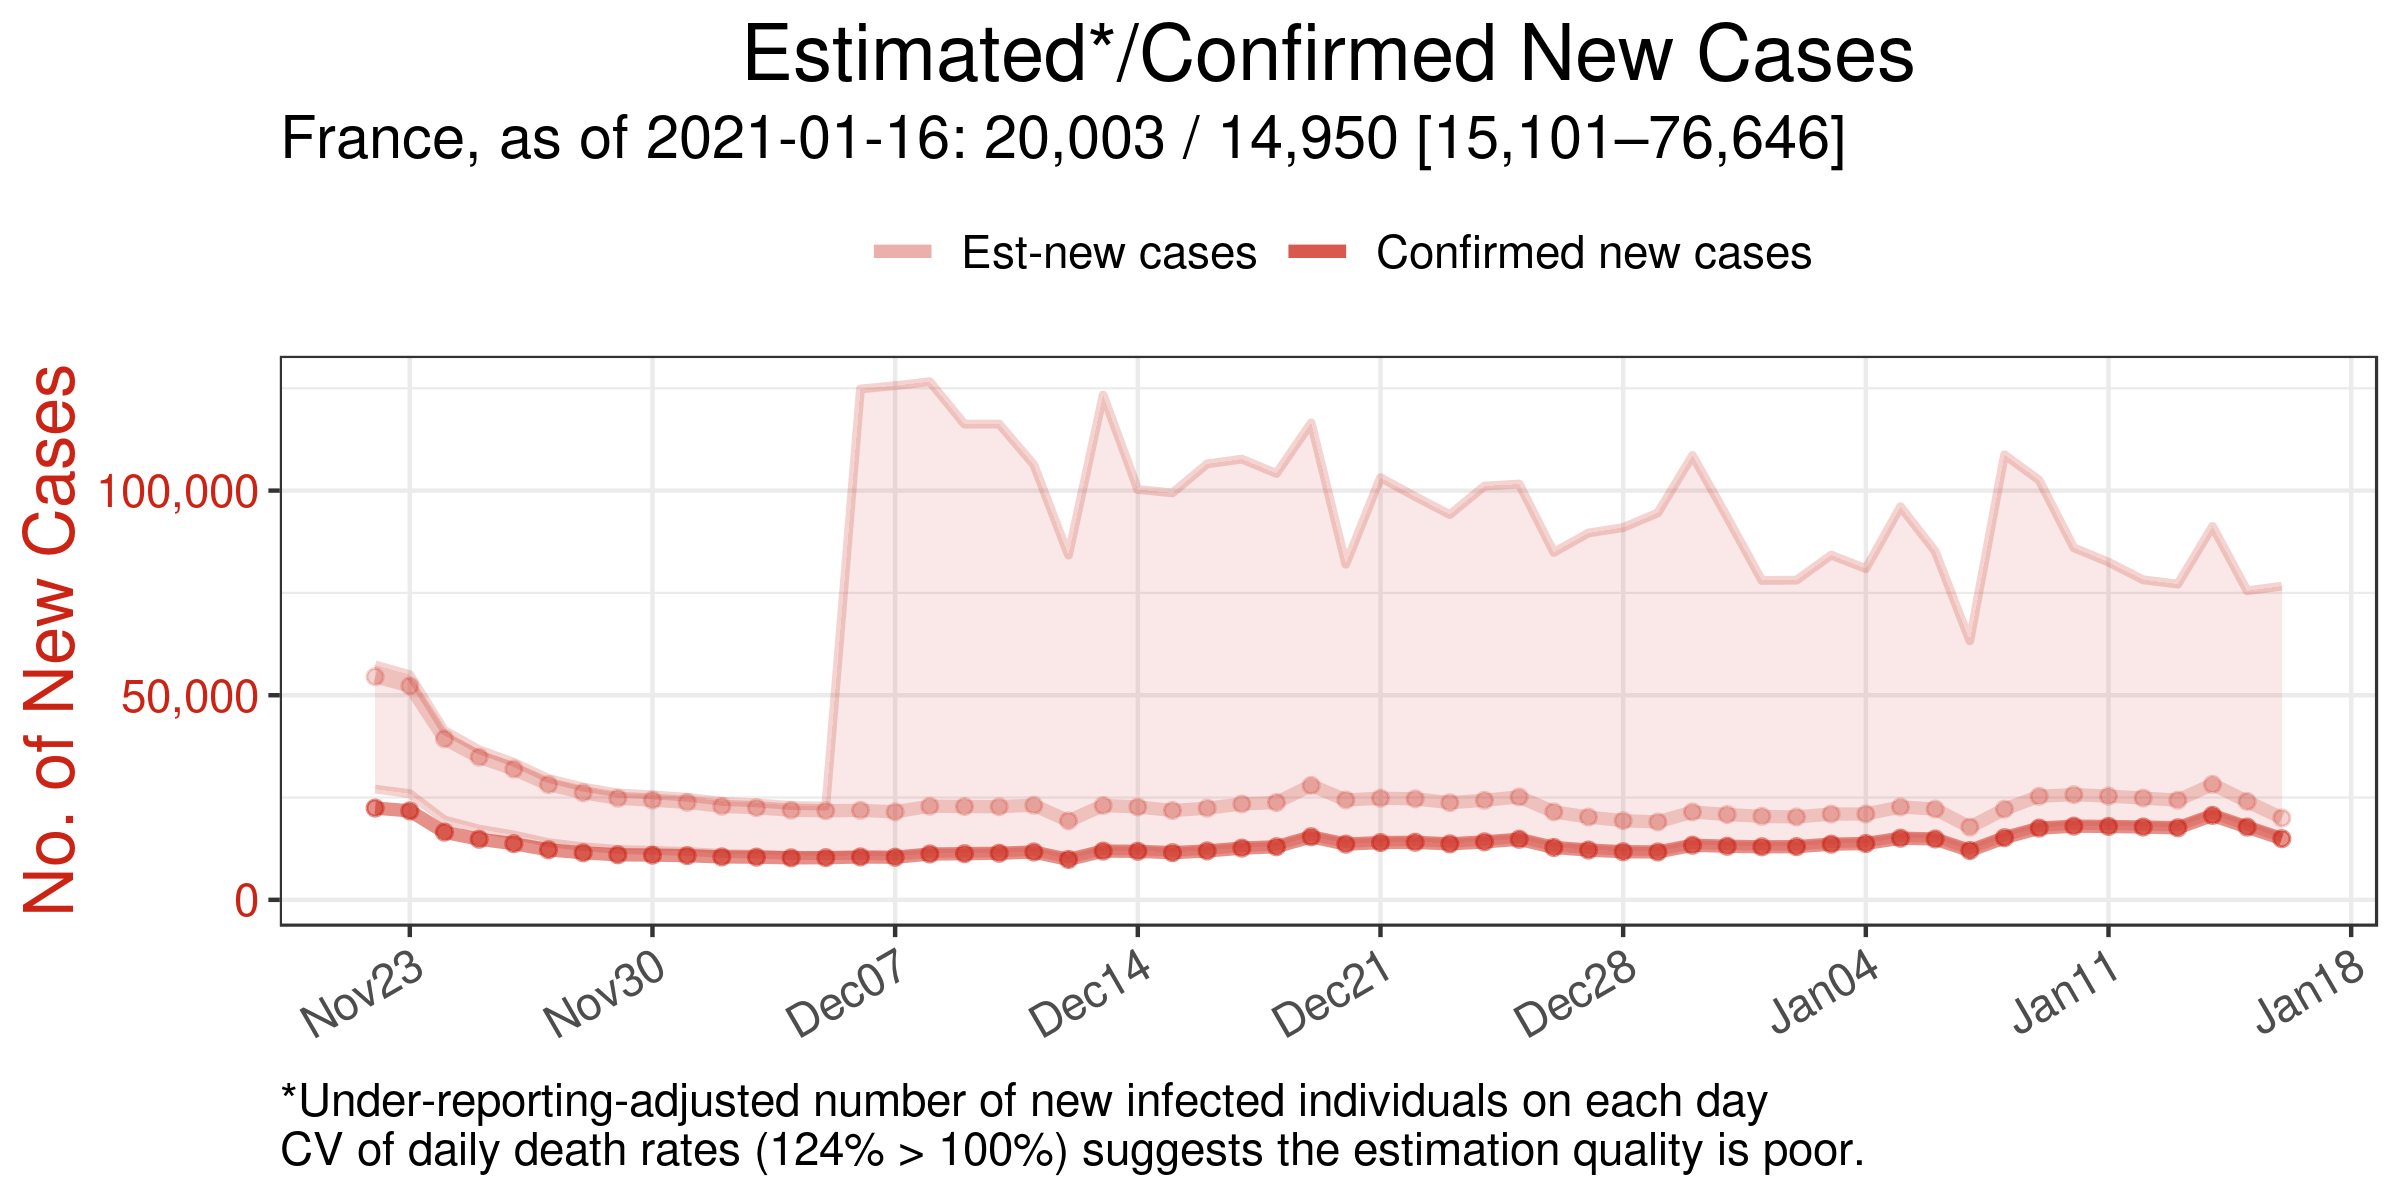 Estimated*/Confirmed New Cases
France, as of 2021-01-16: 20,003 / 14,950 [15,101–76,646]
Est-new cases Confirmed new cases
No. of New Cases
100,000
50,000
0
Nov23 Nov30 Dec07 Dec14 Dec21 Dec28 Jan04 Jan11 Jan18
*Under-reporting-adjusted number of new infected individuals on each day
CV of daily death rates (124% > 100%) suggests the estimation quality is poor.